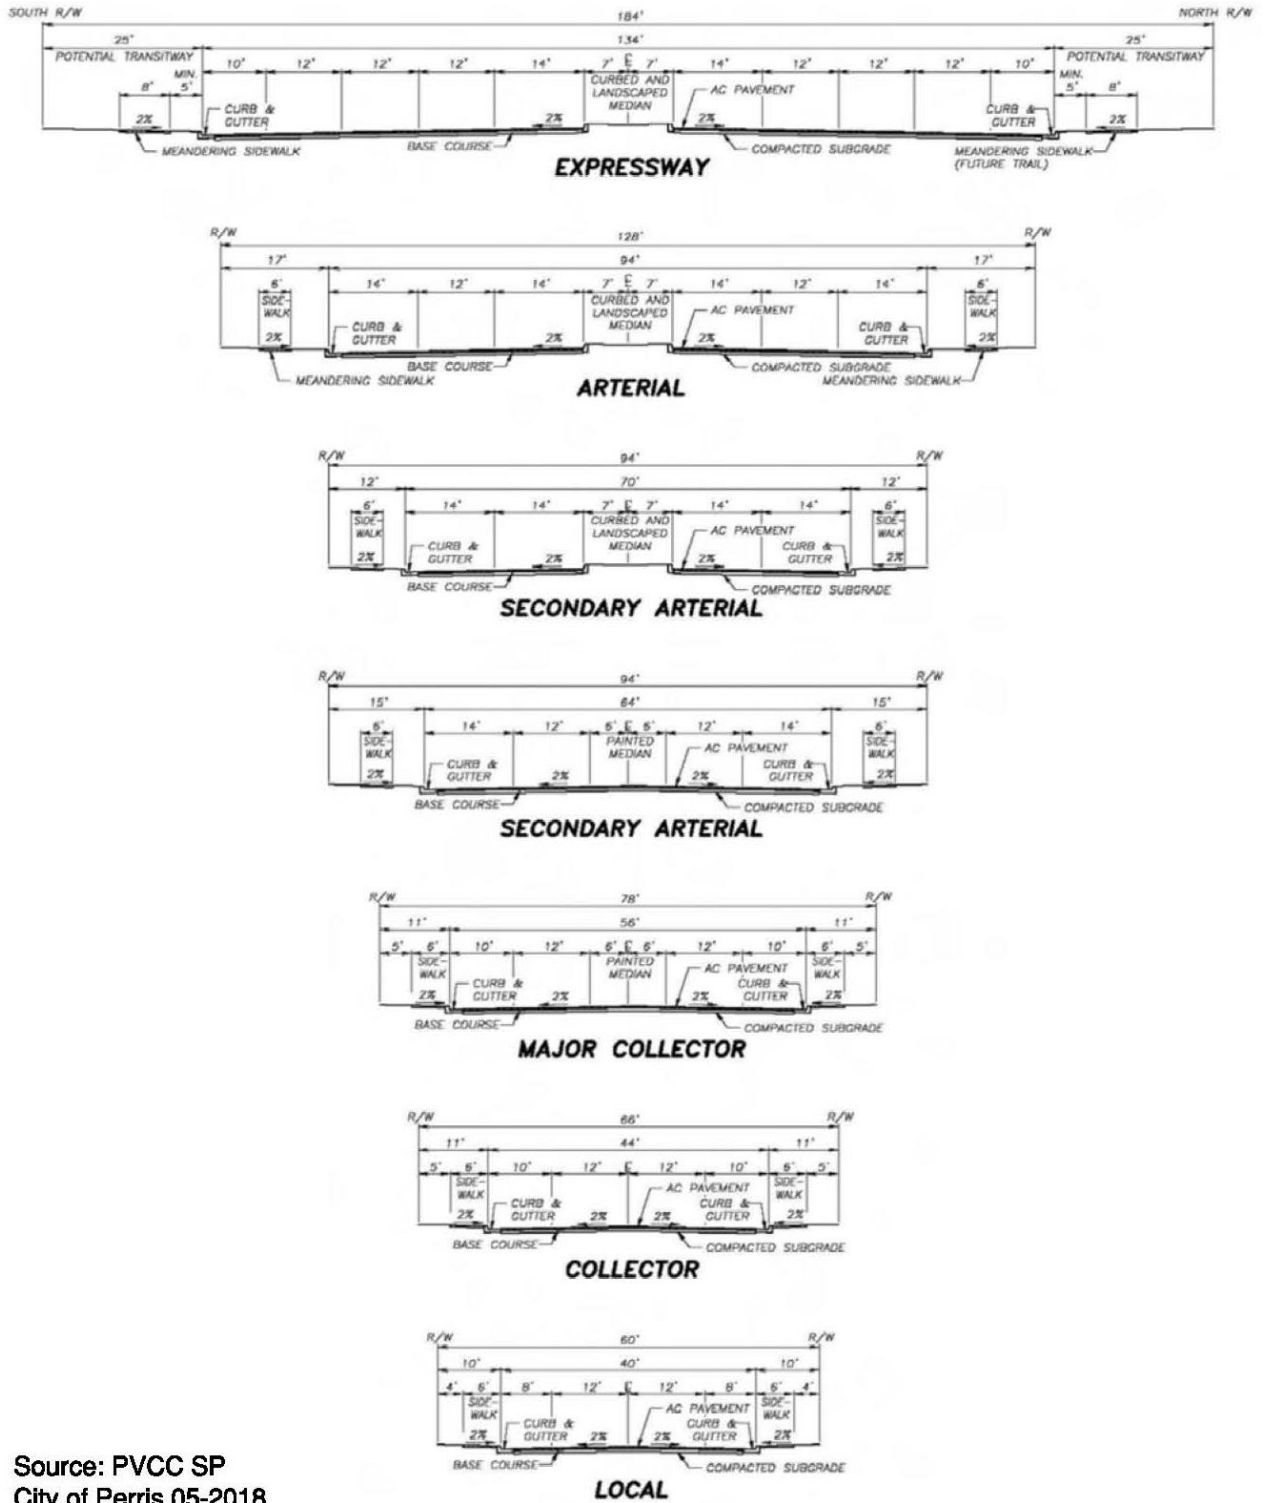 SOUTH R/W 184' NORTH R/W
25' 134' 25'
POTENTIAL TRANSITWAY POTENTIAL TRANSITWAY
10' 12' 12' 12' 14' 7' ℄ 7' 14' 12' 12' 12' 10'
MIN. CURBED AND MIN.
8' 5' LANDSCAPED AC PAVEMENT 5' 8'
CURB & MEDIAN CURB &
2% GUTTER 2% 2% GUTTER 2%
MEANDERING SIDEWALK BASE COURSE COMPACTED SUBGRADE MEANDERING SIDEWALK
(FUTURE TRAIL)
EXPRESSWAY
R/W 128' R/W
17' 94' 17'
6' 14' 12' 14' 7' ℄ 7' 14' 12' 14' 6'
SIDE- CURBED AND SIDE-
WALK LANDSCAPED AC PAVEMENT WALK
CURB & MEDIAN CURB &
2% GUTTER 2% 2% GUTTER 2%
BASE COURSE COMPACTED SUBGRADE
MEANDERING SIDEWALK MEANDERING SIDEWALK
ARTERIAL
R/W 94' R/W
12' 70' 12'
6' 14' 14' 7' ℄ 7' 14' 14' 6'
SIDE- CURBED AND SIDE-
WALK LANDSCAPED AC PAVEMENT WALK
CURB & MEDIAN CURB &
2% GUTTER 2% 2% GUTTER 2%
BASE COURSE COMPACTED SUBGRADE
SECONDARY ARTERIAL
R/W 94' R/W
15' 64' 15'
6' 14' 12' 6' ℄ 6' 12' 14' 6'
SIDE- PAINTED SIDE-
WALK MEDIAN AC PAVEMENT WALK
CURB & CURB &
2% GUTTER 2% 2% GUTTER 2%
BASE COURSE COMPACTED SUBGRADE
SECONDARY ARTERIAL
R/W 78' R/W
11' 56' 11'
5' 6' 10' 12' 6' ℄ 6' 12' 10' 6' 5'
SIDE- PAINTED SIDE-
WALK MEDIAN AC PAVEMENT WALK
CURB & CURB &
2% GUTTER 2% 2% GUTTER 2%
BASE COURSE COMPACTED SUBGRADE
MAJOR COLLECTOR
R/W 66' R/W
11' 44' 11'
5' 6' 10' 12' ℄ 12' 10' 6' 5'
SIDE- AC PAVEMENT SIDE-
WALK WALK
CURB & CURB &
2% GUTTER 2% 2% GUTTER 2%
BASE COURSE COMPACTED SUBGRADE
COLLECTOR
R/W 60' R/W
10' 40' 10'
4' 6' 8' 12' ℄ 12' 8' 6' 4'
SIDE- AC PAVEMENT SIDE-
WALK WALK
CURB & CURB &
2% GUTTER 2% 2% GUTTER 2%
BASE COURSE COMPACTED SUBGRADE
LOCAL
Source: PVCC SP
City of Perris 05-2018